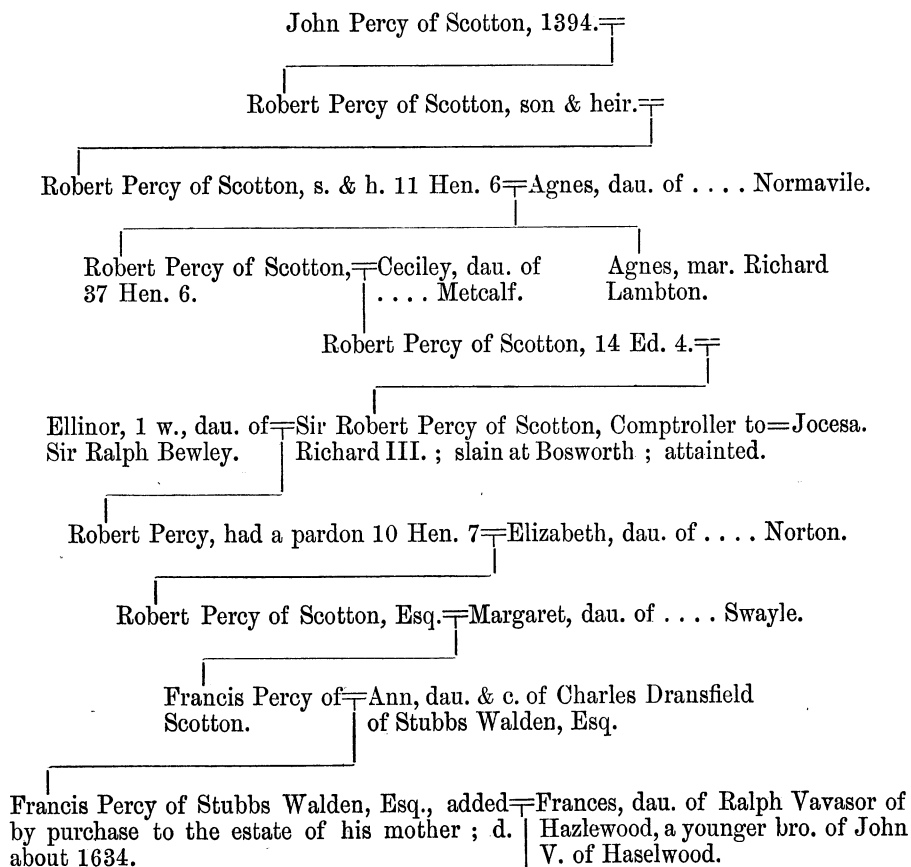 John Percy of Scotton, 1394.=
Robert Percy of Scotton, son & heir.=
Robert Percy of Scotton, s. & h. 11 Hen. 6=Agnes, dau. of .... Normavile.
Robert Percy of Scotton,=Ceciley, dau. of
37 Hen. 6. .... Metcalf.
Agnes, mar. Richard
Lambton.
Robert Percy of Scotton, 14 Ed. 4.=
Ellinor, 1 w., dau. of=Sir Robert Percy of Scotton, Comptroller to=Jocesa.
Sir Ralph Bewley. Richard III. ; slain at Bosworth ; attainted.
Robert Percy, had a pardon 10 Hen. 7=Elizabeth, dau. of .... Norton.
Robert Percy of Scotton, Esq.=Margaret, dau. of .... Swayle.
Francis Percy of=Ann, dau. & c. of Charles Dransfield
Scotton. of Stubbs Walden, Esq.
Francis Percy of Stubbs Walden, Esq., added=Frances, dau. of Ralph Vavasor of
by purchase to the estate of his mother ; d. Hazlewood, a younger bro. of John
about 1634. V. of Haselwood.